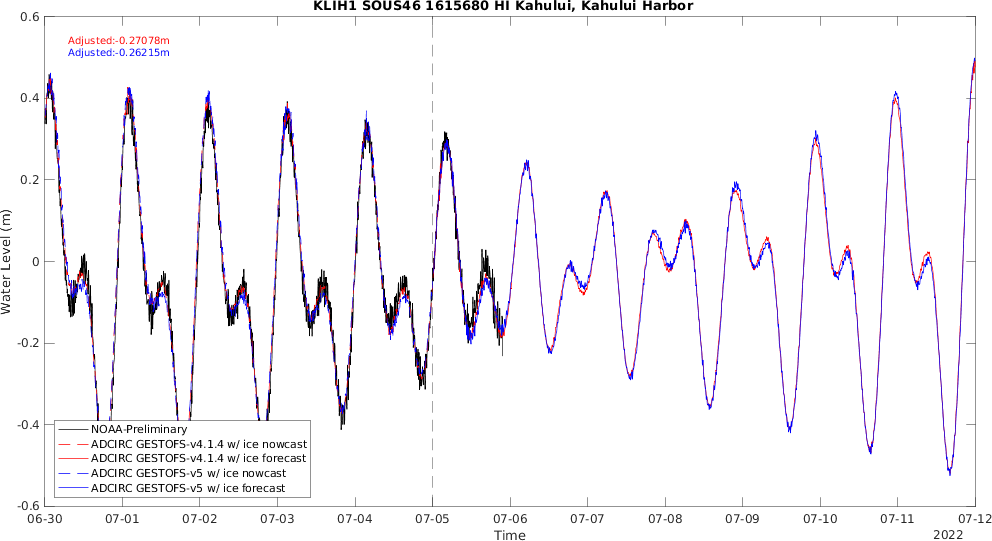 KLIH1 SOUS46 1615680 HI Kahului, Kahului Harbor
Adjusted:-0.27078m
Adjusted:-0.26215m
0.6
0.4
0.2
0
-0.2
-0.4
-0.6
Water Level (m)
NOAA-Preliminary
ADCIRC GESTOFS-v4.1.4 w/ ice nowcast
ADCIRC GESTOFS-v4.1.4 w/ ice forecast
ADCIRC GESTOFS-v5 w/ ice nowcast
ADCIRC GESTOFS-v5 w/ ice forecast
06-30 07-01 07-02 07-03 07-04 07-05 07-06 07-07 07-08 07-09 07-10 07-11 07-12
Time
2022